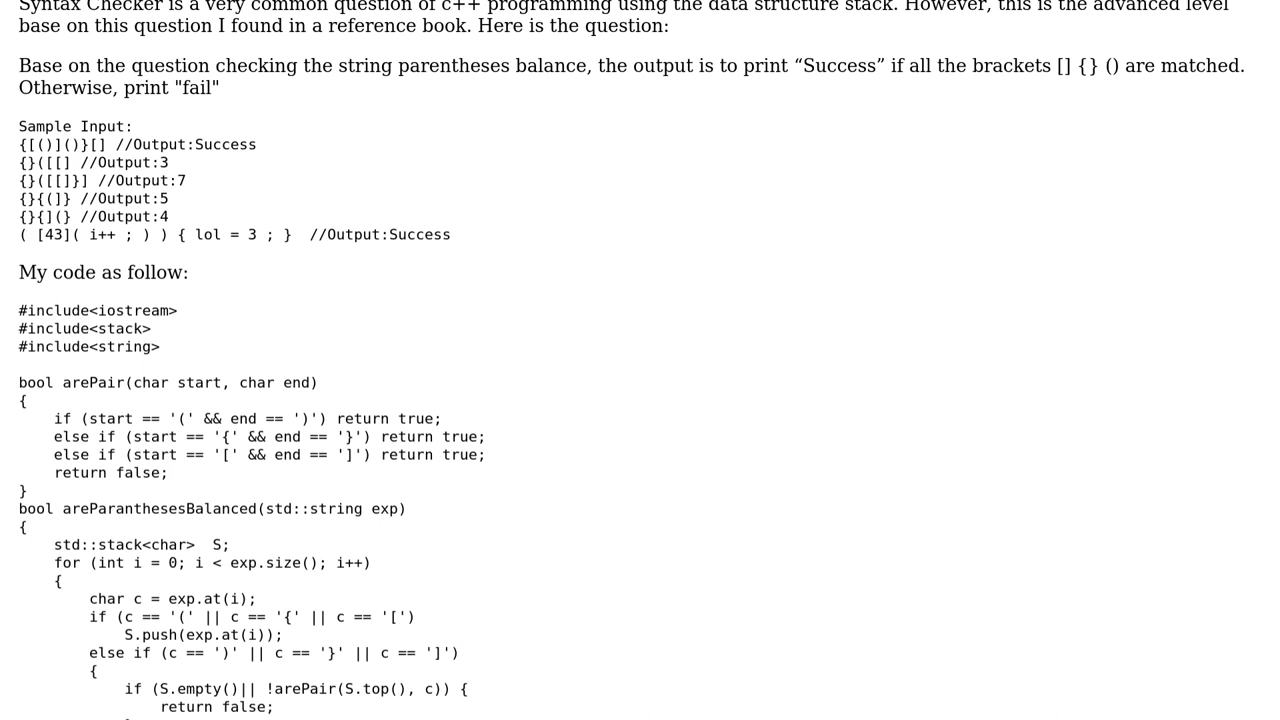 Syntax Checker is a very common question of c++ programming using the data structure stack. However, this is the advanced level
base on this question I found in a reference book. Here is the question:
Base on the question checking the string parentheses balance, the output is to print “Success” if all the brackets [] {} () are matched.
Otherwise, print "fail"
Sample Input:
{[()]()}[] //Output:Success
{}([[] //Output:3
{}([[]}] //Output:7
{}{(]} //Output:5
{}{](} //Output:4
( [43]( i++ ; ) ) { lol = 3 ; }  //Output:Success
My code as follow:
#include<iostream>
#include<stack>
#include<string>
bool arePair(char start, char end)
{
    if (start == '(' && end == ')') return true;
    else if (start == '{' && end == '}') return true;
    else if (start == '[' && end == ']') return true;
    return false;
}
bool areParanthesesBalanced(std::string exp)
{
    std::stack<char>  S;
    for (int i = 0; i < exp.size(); i++)
    {
        char c = exp.at(i);
        if (c == '(' || c == '{' || c == '[')
            S.push(exp.at(i));
        else if (c == ')' || c == '}' || c == ']')
        {
            if (S.empty()|| !arePair(S.top(), c)) {
                return false;